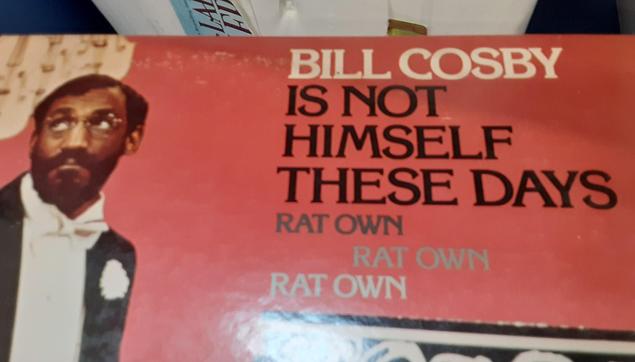 BILL COSBY
IS NOT
HIMSELF
THESE DAYS
RAT OWN
RAT OWN
RAT OWN